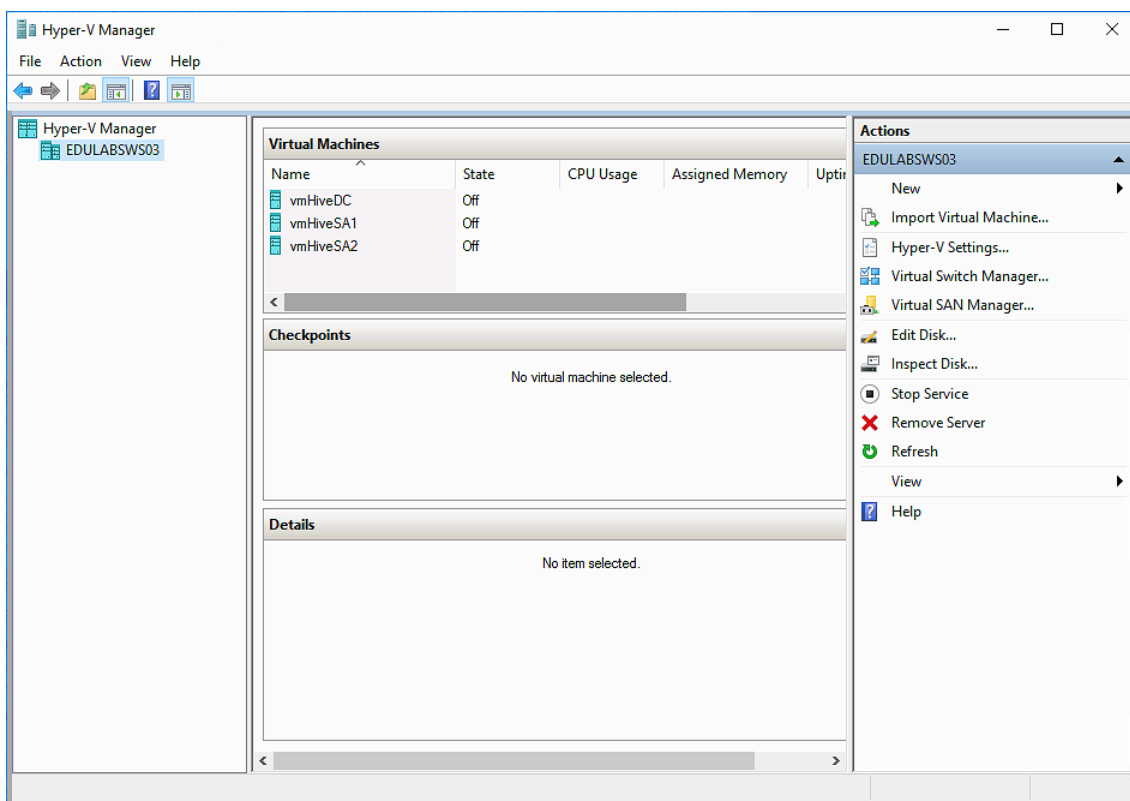 Hyper-V Manager
File Action View Help
Hyper-V Manager
EDULABSWS03
Virtual Machines
Name State CPU Usage Assigned Memory
vmHiveDC Off
vmHiveSA1 Off
vmHiveSA2 Off
Checkpoints
No virtual machine selected.
Details
No item selected.
Actions
EDULABSWS03
New
Import Virtual Machine...
Hyper-V Settings...
Virtual Switch Manager...
Virtual SAN Manager...
Edit Disk...
Inspect Disk...
Stop Service
Remove Server
Refresh
View
Help